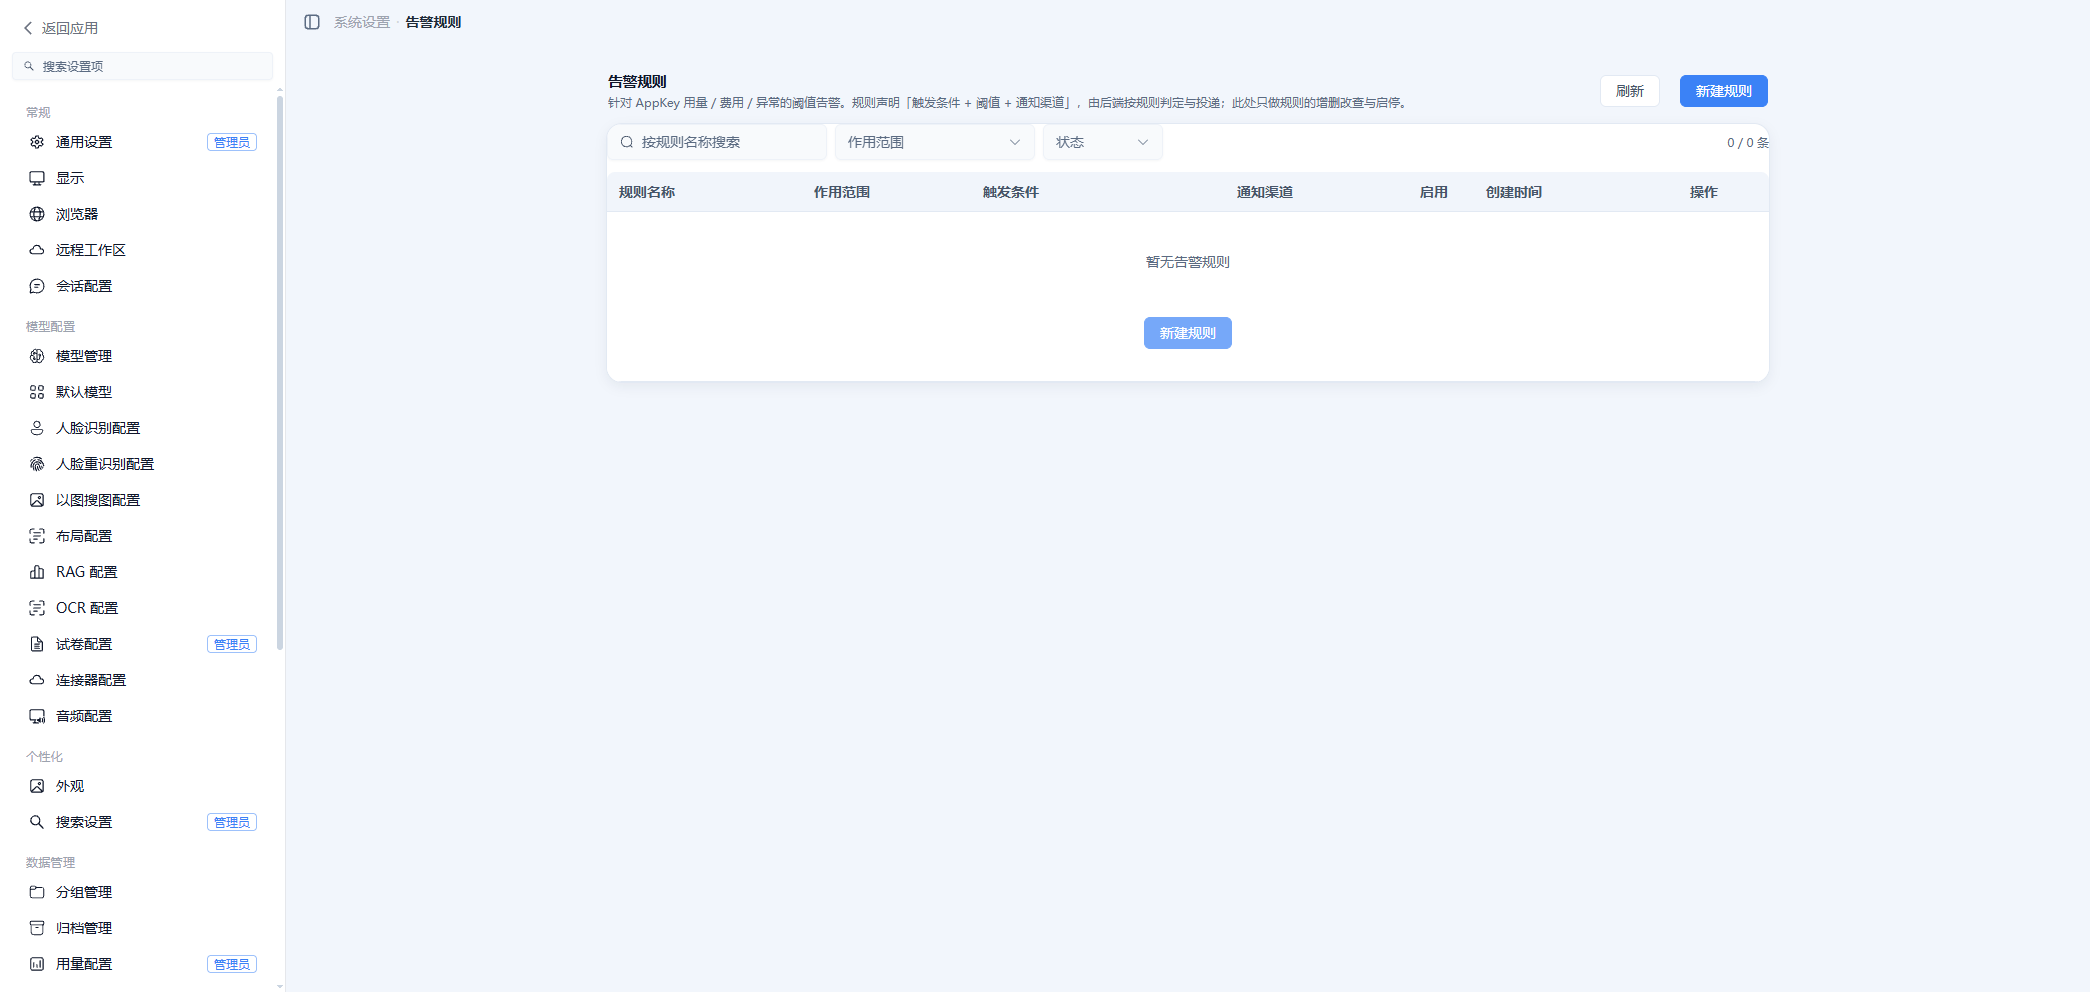 返回应用
搜索设置项
常规
通用设置 管理员
显示
浏览器
远程工作区
会话配置
模型配置
模型管理
默认模型
人脸识别配置
人脸重识别配置
以图搜图配置
布局配置
RAG 配置
OCR 配置
试卷配置 管理员
连接器配置
音频配置
个性化
外观
搜索设置 管理员
数据管理
分组管理
归档管理
用量配置 管理员
系统设置 · 告警规则
告警规则
针对 AppKey 用量 / 费用 / 异常的阈值告警。规则声明「触发条件 + 阈值 + 通知渠道」，由后端按规则判定与投递；此处只做规则的增删改查与启停。
刷新 新建规则
按规则名称搜索 作用范围 状态 0 / 0 条
规则名称 作用范围 触发条件 通知渠道 启用 创建时间 操作
暂无告警规则
新建规则